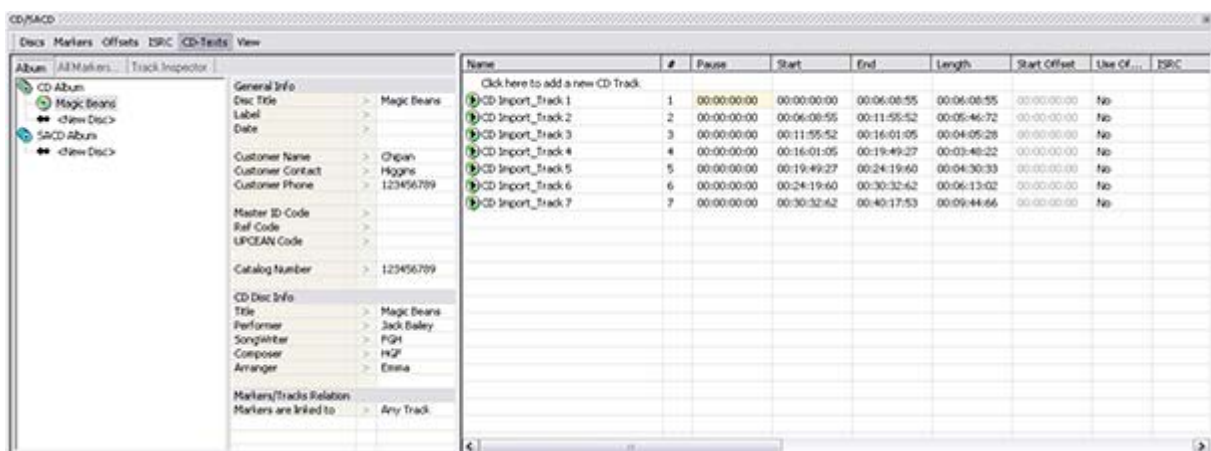 CD/SACD
Discs Markers Offsets ISRC CD-Texts View
Album All Markers... Track Inspector
CD Album
Magic Beans
<New Disc>
SACD Album
<New Disc>
General Info
Disc Title > Magic Beans
Label >
Date >
Customer Name > Chipan
Customer Contact > Higgins
Customer Phone > 123456789
Master ID Code >
Ref Code >
UPCEAN Code >
Catalog Number > 123456789
CD Disc Info
Title > Magic Beans
Performer > Jack Bailey
SongWriter > FGH
Composer > HGF
Arranger > Emma
Markers/Tracks Relation
Markers are linked to > Any Track
Name # Pause Start End Length Start Offset Use Of... ISRC
Click here to add a new CD Track
CD Import_Track 1 1 00:00:00:00 00:00:00:00 00:06:08:55 00:06:08:55 00:00:00:00 No
CD Import_Track 2 2 00:00:00:00 00:06:08:55 00:11:55:52 00:05:46:72 00:00:00:00 No
CD Import_Track 3 3 00:00:00:00 00:11:55:52 00:16:01:05 00:04:05:28 00:00:00:00 No
CD Import_Track 4 4 00:00:00:00 00:16:01:05 00:19:49:27 00:03:48:22 00:00:00:00 No
CD Import_Track 5 5 00:00:00:00 00:19:49:27 00:24:19:60 00:04:30:33 00:00:00:00 No
CD Import_Track 6 6 00:00:00:00 00:24:19:60 00:30:32:62 00:06:13:02 00:00:00:00 No
CD Import_Track 7 7 00:00:00:00 00:30:32:62 00:40:17:53 00:09:44:66 00:00:00:00 No